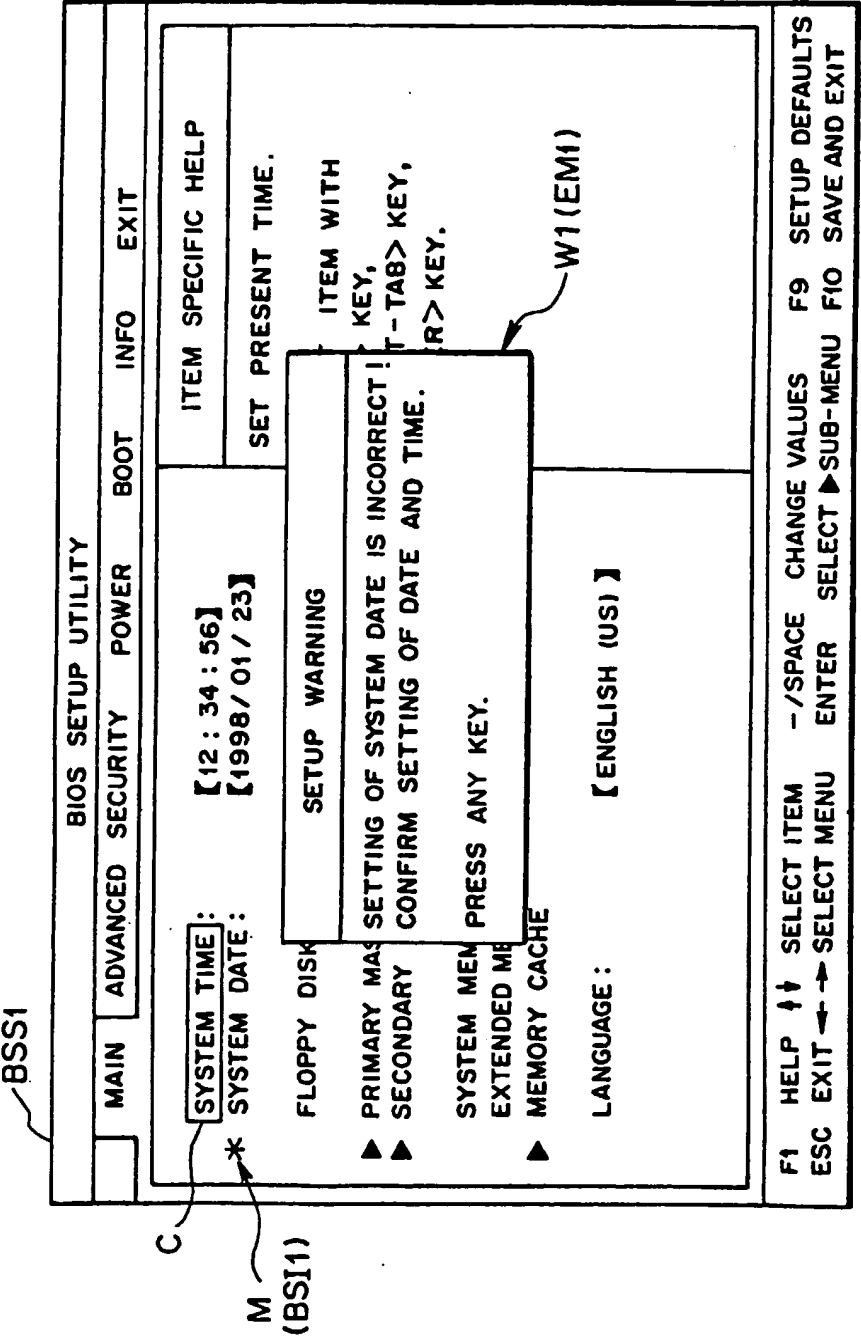 BSS1
BIOS SETUP UTILITY
MAIN ADVANCED SECURITY POWER BOOT INFO EXIT
C
SYSTEM TIME : [12 : 34 : 56]
M
(BSI1)
* SYSTEM DATE : [1998/01/23]
FLOPPY DISK
▶ PRIMARY MAS
▶ SECONDARY
SYSTEM MEM
EXTENDED ME
▶ MEMORY CACHE
LANGUAGE : [ENGLISH (US)]
ITEM SPECIFIC HELP
SET PRESENT TIME.
ITEM WITH
KEY,
T-TAB> KEY,
R> KEY.
SETUP WARNING
SETTING OF SYSTEM DATE IS INCORRECT!
CONFIRM SETTING OF DATE AND TIME.
PRESS ANY KEY.
W1(EM1)
F1 HELP ↑↓ SELECT ITEM -/SPACE CHANGE VALUES F9 SETUP DEFAULTS
ESC EXIT ← → SELECT MENU ENTER SELECT ▶SUB-MENU F10 SAVE AND EXIT